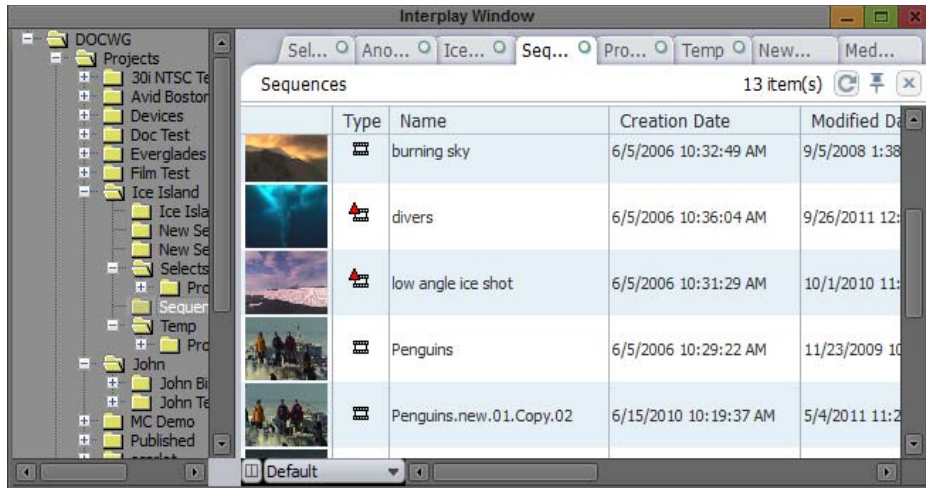 Interplay Window
DOCWG
Projects
30i NTSC Te
Avid Boston
Devices
Doc Test
Everglades
Film Test
Ice Island
Ice Isla
New Se
New Se
Selects
Pro
Sequen
Temp
Pro
John
John Bi
John Te
MC Demo
Published
Sel... Ano... Ice... Seq... Pro... Temp New... Med...
Sequences 13 item(s)
Type Name Creation Date Modified Da
burning sky 6/5/2006 10:32:49 AM 9/5/2008 1:38
divers 6/5/2006 10:36:04 AM 9/26/2011 12:
low angle ice shot 6/5/2006 10:31:29 AM 10/1/2010 11:
Penguins 6/5/2006 10:29:22 AM 11/23/2009 10
Penguins.new.01.Copy.02 6/15/2010 10:19:37 AM 5/4/2011 11:2
Default